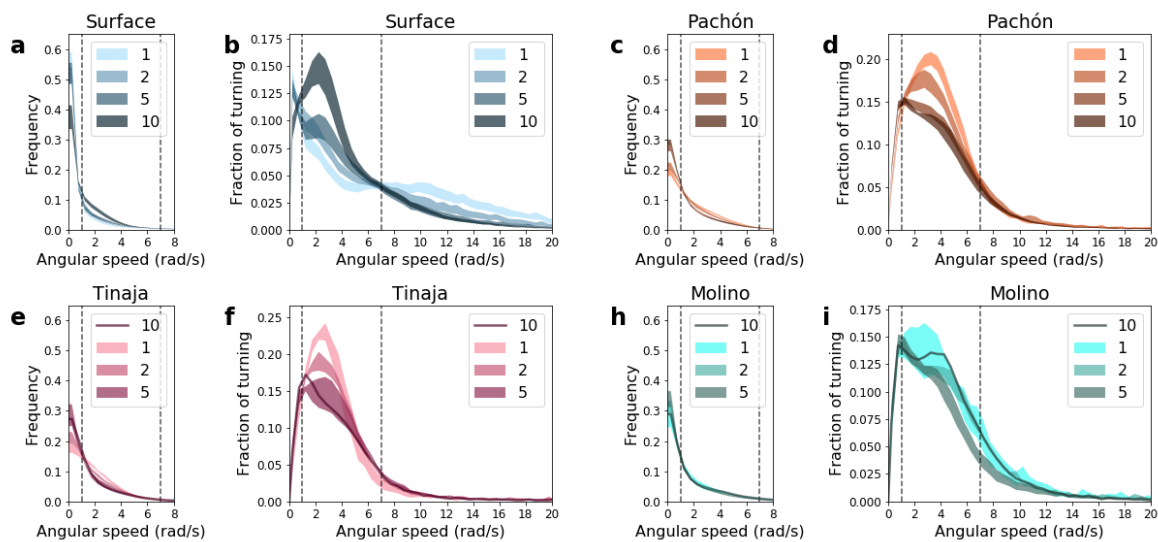 a
Surface
Frequency
0.6
0.5
0.4
0.3
0.2
0.1
0.0
0 2 4 6 8
Angular speed (rad/s)
1
2
5
10
b
Surface
Fraction of turning
0.175
0.150
0.125
0.100
0.075
0.050
0.025
0.000
0 2 4 6 8 10 12 14 16 18 20
Angular speed (rad/s)
1
2
5
10
c
Pachón
Frequency
0.6
0.5
0.4
0.3
0.2
0.1
0.0
0 2 4 6 8
Angular speed (rad/s)
1
2
5
10
d
Pachón
Fraction of turning
0.20
0.15
0.10
0.05
0.00
0 2 4 6 8 10 12 14 16 18 20
Angular speed (rad/s)
1
2
5
10
e
Tinaja
Frequency
0.6
0.5
0.4
0.3
0.2
0.1
0.0
0 2 4 6 8
Angular speed (rad/s)
10
1
2
5
f
Tinaja
Fraction of turning
0.25
0.20
0.15
0.10
0.05
0.00
0 2 4 6 8 10 12 14 16 18 20
Angular speed (rad/s)
10
1
2
5
h
Molino
Frequency
0.6
0.5
0.4
0.3
0.2
0.1
0.0
0 2 4 6 8
Angular speed (rad/s)
10
1
2
5
i
Molino
Fraction of turning
0.175
0.150
0.125
0.100
0.075
0.050
0.025
0.000
0 2 4 6 8 10 12 14 16 18 20
Angular speed (rad/s)
10
1
2
5